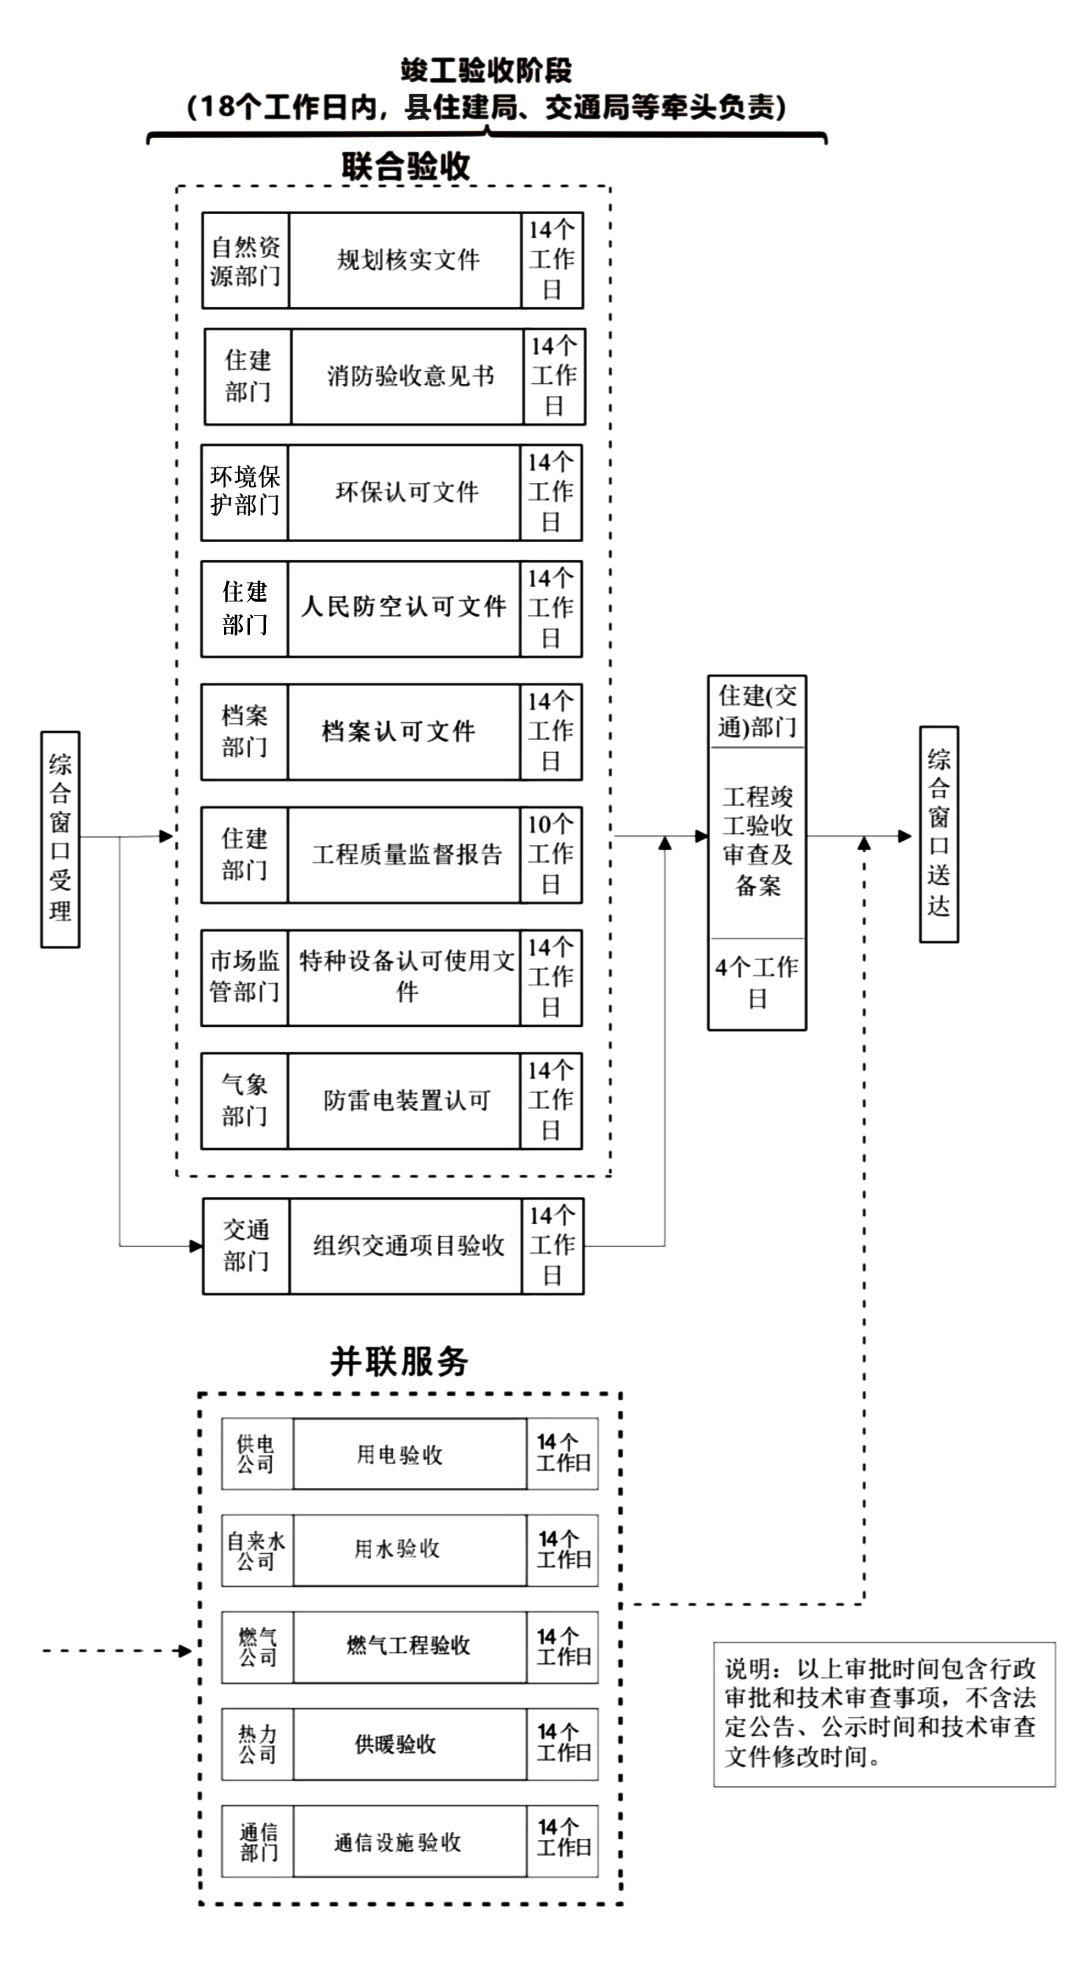 竣工验收阶段
(18个工作日内，县住建局、交通局等牵头负责)
联合验收
自然资
源部门
规划核实文件
14个
工作
日
住建
部门
消防验收意见书
14个
工作
日
环境保
护部门
环保认可文件
14个
工作
日
住建
部门
人民防空认可文件
14个
工作
日
档案
部门
档案认可文件
14个
工作
日
住建
部门
工程质量监督报告
10个
工作
日
市场监
管部门
特种设备认可使用文
件
14个
工作
日
气象
部门
防雷电装置认可
14个
工作
日
交通
部门
组织交通项目验收
14个
工作
日
综合窗口受理
住建(交
通)部门
工程竣
工验收
审查及
备案
4个工作
日
综合窗口送达
并联服务
供电
公司
用电验收
14个
工作日
自来水
公司
用水验收
14个
工作日
燃气
公司
燃气工程验收
14个
工作日
热力
公司
供暖验收
14个
工作日
通信
部门
通信设施验收
14个
工作日
说明：以上审批时间包含行政
审批和技术审查事项，不含法
定公告、公示时间和技术审查
文件修改时间。